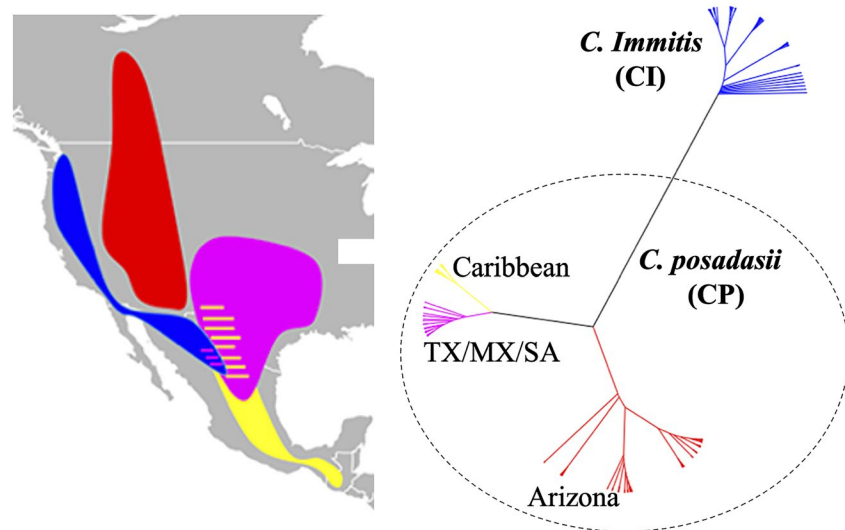 C. Immitis
(CI)
Caribbean
C. posadasii
(CP)
TX/MX/SA
Arizona